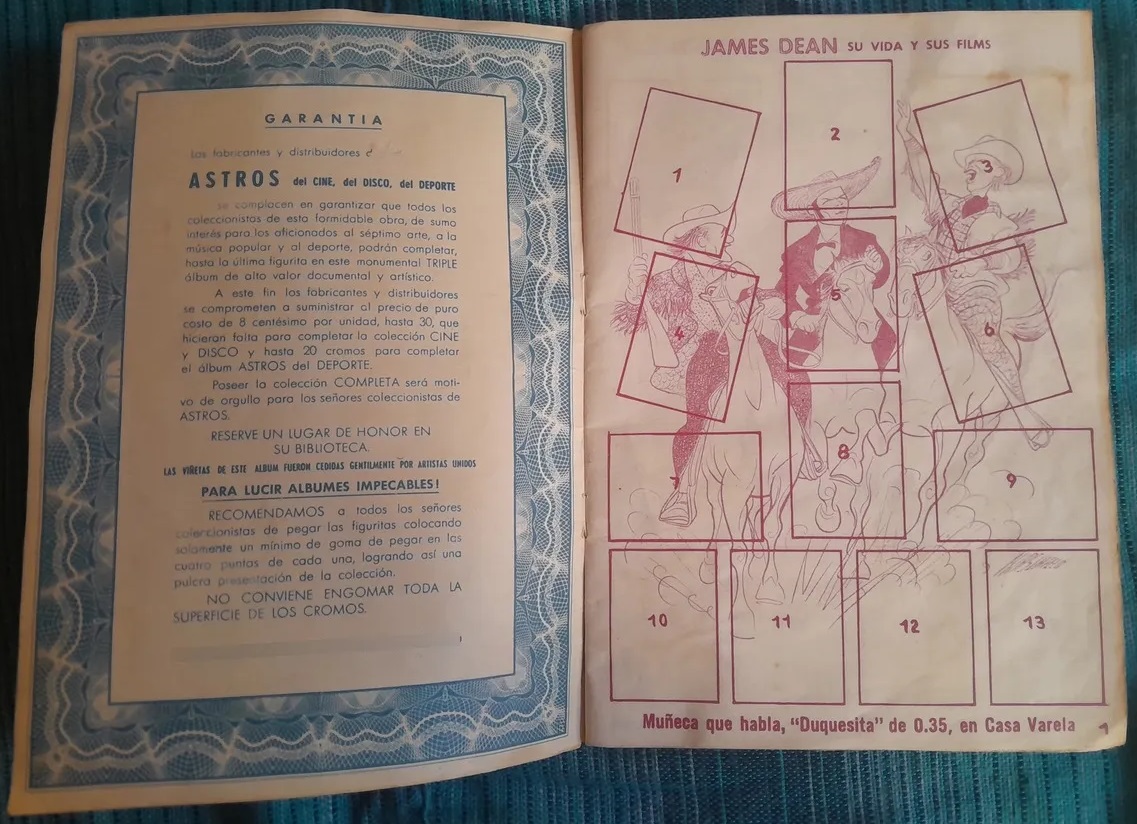 GARANTIA
Los fabricantes y distribuidores d
ASTROS del CINE, del DISCO, del DEPORTE
se complacen en garantizar que todos los
coleccionistas de esta formidable obra, de sumo
interés para los aficionados al séptimo arte, a la
música popular y al deporte, podrán completar,
hasta la última figurita en este monumental TRIPLE
álbum de alto valor documental y artístico.
A este fin los fabricantes y distribuidores
se comprometen a suministrar al precio de puro
costo de 8 centésimo por unidad, hasta 30, que
hicieran falta para completar la colección CINE
y DISCO y hasta 20 cromos para completar
el álbum ASTROS del DEPORTE.
Poseer la colección COMPLETA será moti-
vo de orgullo para los señores coleccionistas de
ASTROS.
RESERVE UN LUGAR DE HONOR EN
SU BIBLIOTECA.
LAS VIÑETAS DE ESTE ALBUM FUERON CEDIDAS GENTILMENTE POR ARTISTAS UNIDOS
PARA LUCIR ALBUMES IMPECABLES!
RECOMENDAMOS a todos los señores
coleccionistas de pegar las figuritas colocando
solamente un mínimo de goma de pegar en las
cuatro puntas de cada una, logrando así una
pulcra presentación de la colección.
NO CONVIENE ENGOMAR TODA LA
SUPERFICIE DE LOS CROMOS.
JAMES DEAN SU VIDA Y SUS FILMS
1
2
3
4
5
6
7
8
9
10
11
12
13
Muñeca que habla, "Duquesita" de 0.35, en Casa Varela
1